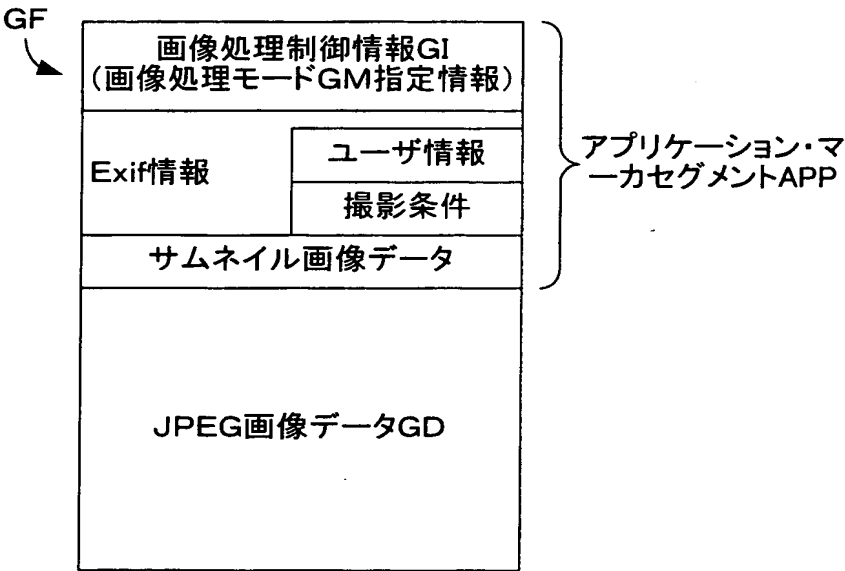 GF
画像処理制御情報GI
(画像処理モードGM指定情報)
Exif情報
ユーザ情報
撮影条件
サムネイル画像データ
アプリケーション・マ
ーカセグメントAPP
JPEG画像データGD